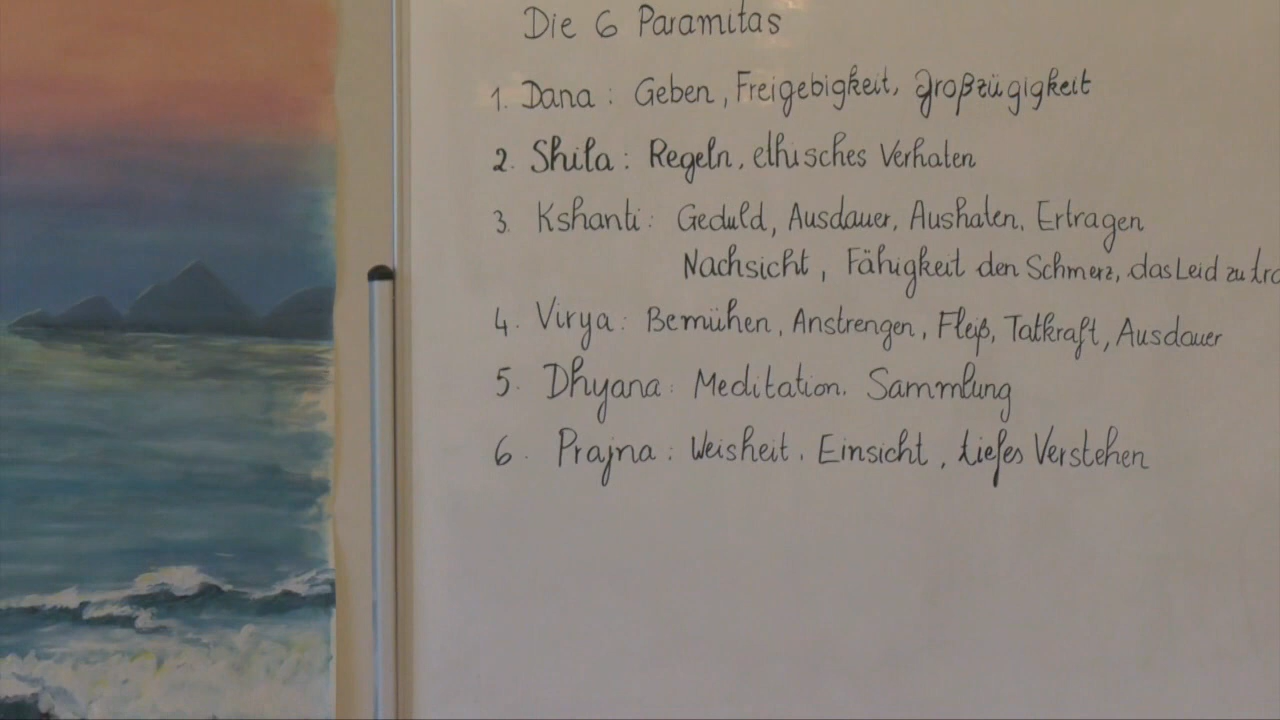 Die 6 Paramitas
1. Dana: Geben, Freigebigkeit, Großzügigkeit
2. Shila: Regeln, ethisches Verhalten
3. Kshanti: Geduld, Ausdauer, Aushalten, Ertragen
Nachsicht, Fähigkeit den Schmerz, das Leid zu
4. Virya: Bemühen, Anstrengen, Fleiß, Tatkraft, Ausdauer
5. Dhyana: Meditation. Sammlung
6. Prajna: Weisheit. Einsicht, tiefes Verstehen